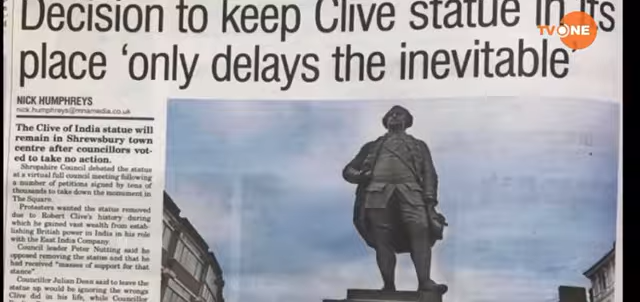 Decision to keep Clive statue in its
place 'only delays the inevitable'
TVONE
NICK HUMPHREYS
nick.humphreys@mnamedia.co.uk
The Clive of India statue will
remain in Shrewsbury town
centre after councillors vot-
ed to take no action.
Shropshire Council debated the statue
at a virtual full council meeting following
a number of petitions signed by tens of
thousands to take down the monument in
The Square.
Protesters wanted the statue removed
due to Robert Clive's history during
which he gained vast wealth from estab-
lishing British power in India in his role
with the East India Company.
Council leader Peter Nutting said he
opposed removing the statue and that he
had received "masses of support for that
stance".
Councillor Julian Dean said to leave the
statue up would be ignoring the wrongs
Clive did in his life, while Councillor